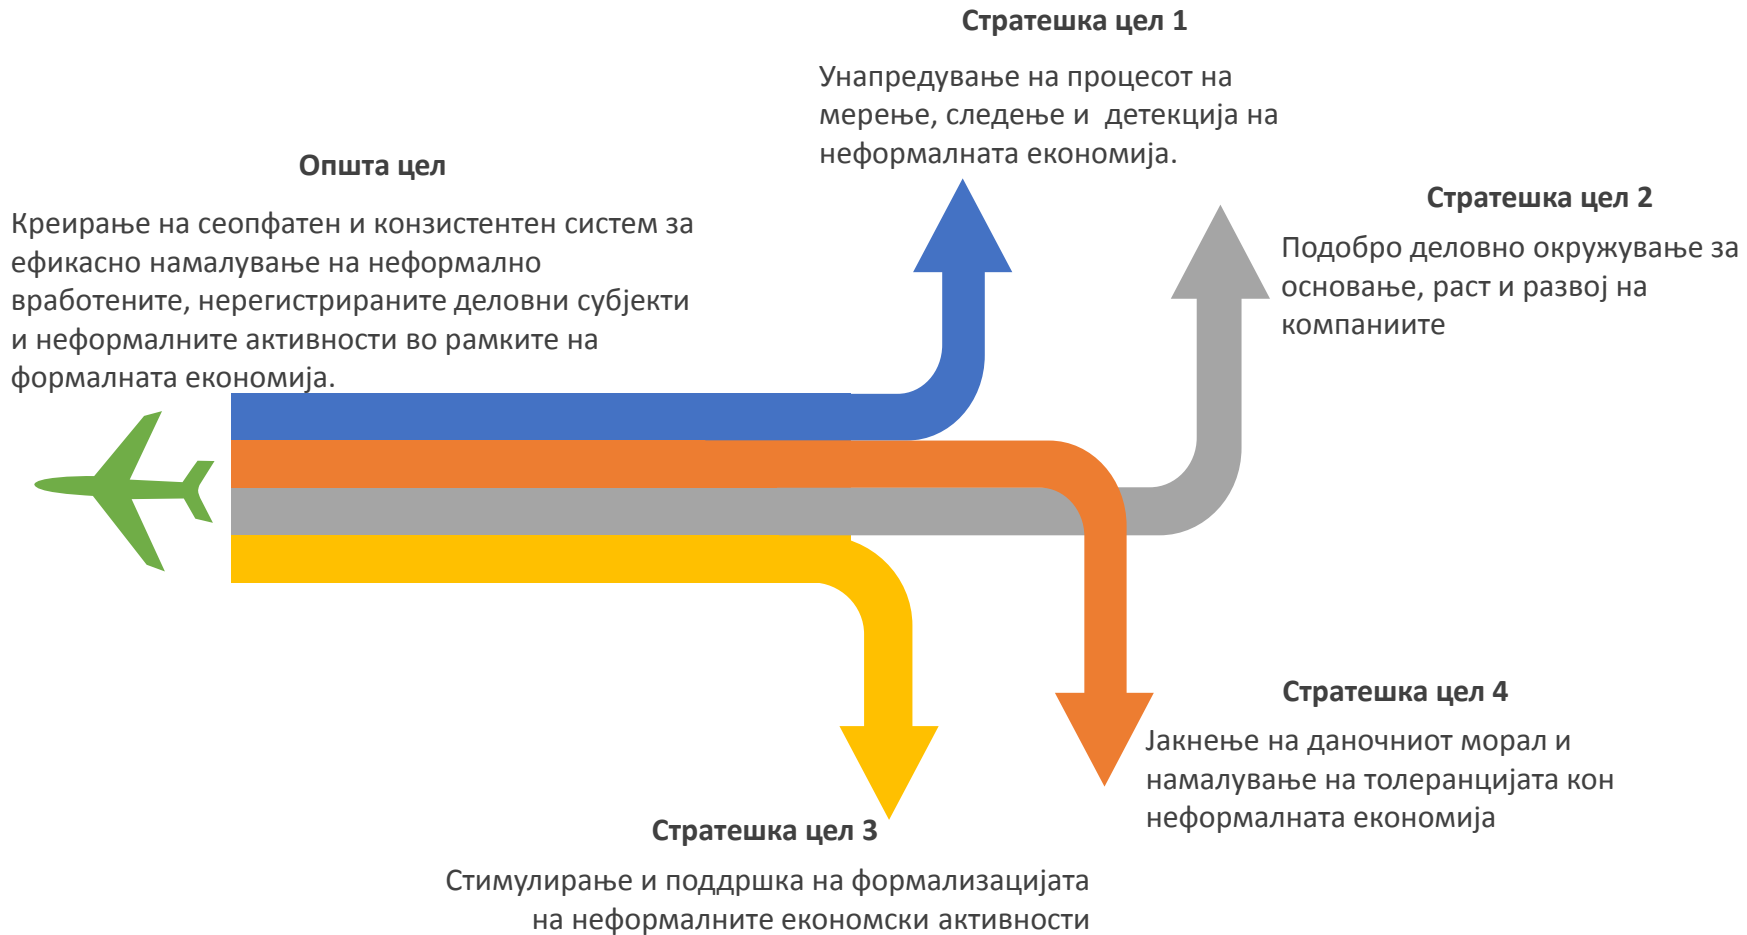 Стратешка цел 1
Унапредување на процесот на
мерење, следење и  детекција на
неформалната економија.
Општа цел
Креирање на сеопфатен и конзистентен систем за
ефикасно намалување на неформално
вработените, нерегистрираните деловни субјекти
и неформалните активности во рамките на
формалната економија.
Стратешка цел 2
Подобро деловно окружување за
основање, раст и развој на
компаниите
Стратешка цел 4
Јакнење на даночниот морал и
намалување на толеранцијата кон
неформалната економија
Стратешка цел 3
Стимулирање и поддршка на формализацијата
на неформалните економски активности